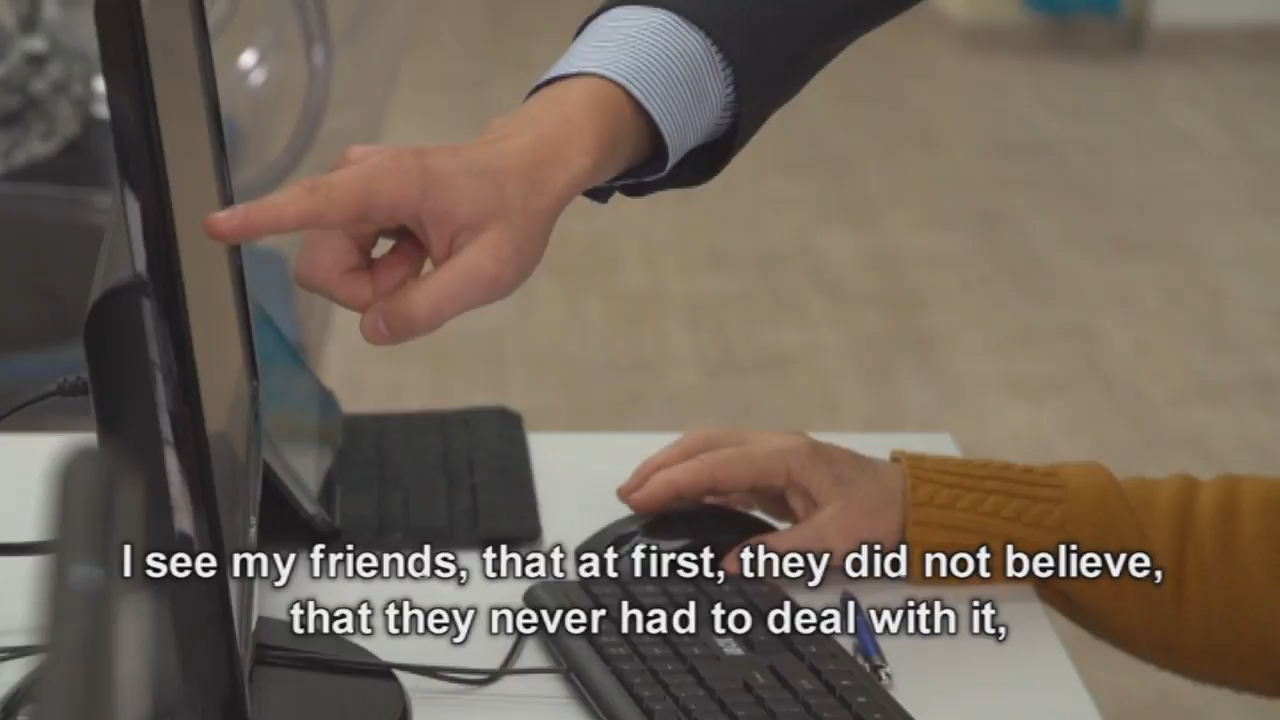 I see my friends, that at first, they did not believe,
that they never had to deal with it,